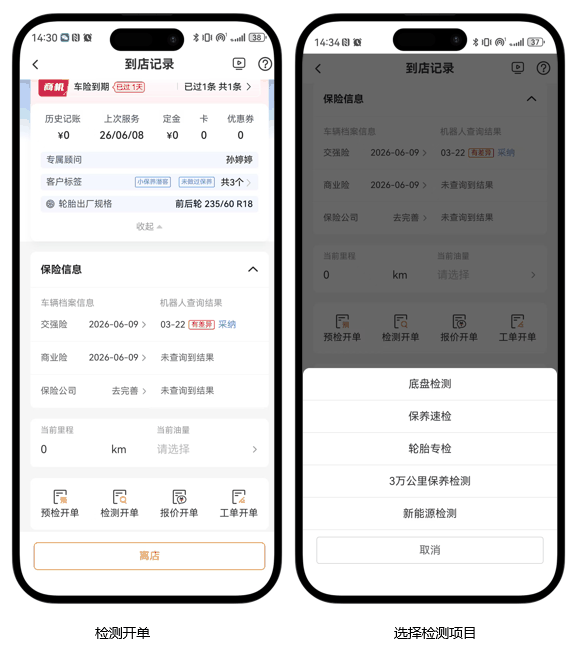 14:30
38
到店记录
商机 车险到期 已过 1天 已过1条 共1条
历史记账 上次服务 定金 卡 优惠券
¥0 26/06/08 ¥0 0 0
专属顾问 孙婷婷
客户标签 小保养潜客 未做过保养 共3个
轮胎出厂规格 前后轮 235/60 R18
收起
保险信息
车辆档案信息 机器人查询结果
交强险 2026-06-09 03-22 有差异 采纳
商业险 2026-06-09 未查询到结果
保险公司 去完善 未查询到结果
当前里程 当前油量
0 km 请选择
预检开单 检测开单 报价开单 工单开单
离店
检测开单
14:34
37
到店记录
保险信息
车辆档案信息 机器人查询结果
交强险 2026-06-09 03-22 有差异 采纳
商业险 2026-06-09 未查询到结果
保险公司 去完善 未查询到结果
当前里程 当前油量
0 km 请选择
预检开单 检测开单 报价开单 工单开单
底盘检测
保养速检
轮胎专检
3万公里保养检测
新能源检测
取消
选择检测项目